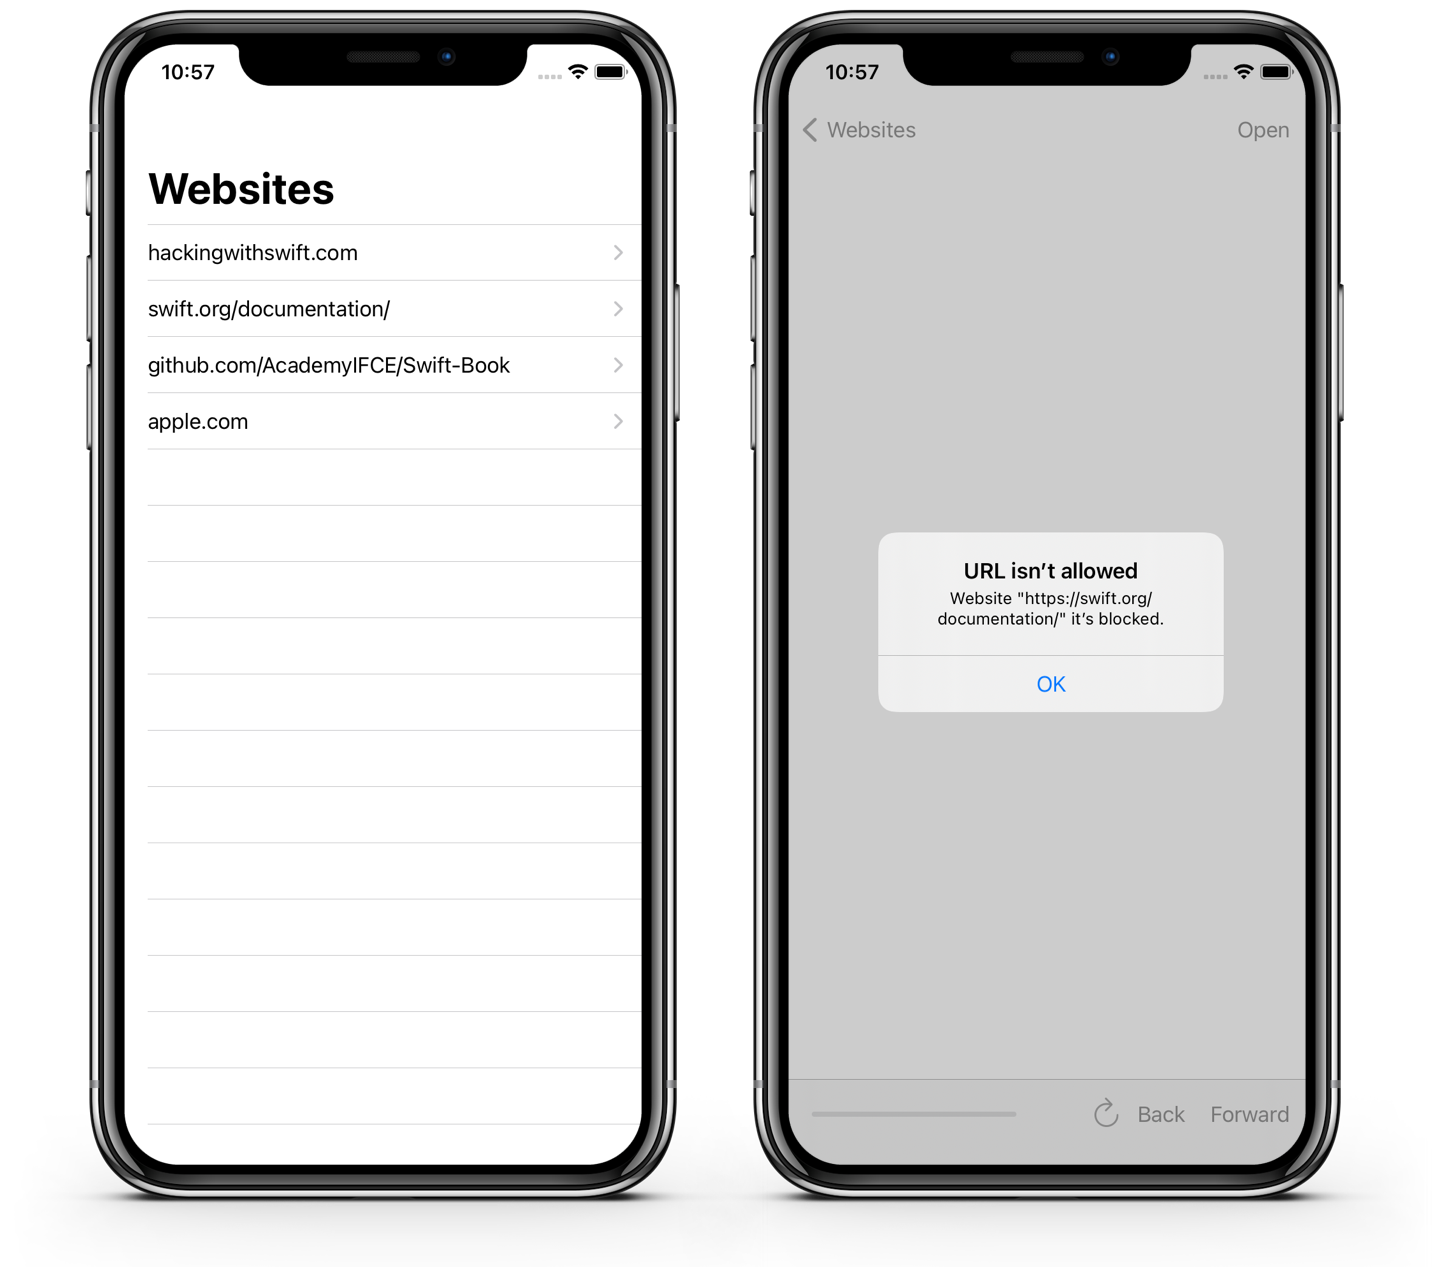 10:57
Websites
hackingwithswift.com
swift.org/documentation/
github.com/AcademyIFCE/Swift-Book
apple.com
10:57
Websites
Open
URL isn’t allowed
Website "https://swift.org/
documentation/" it’s blocked.
OK
Back
Forward